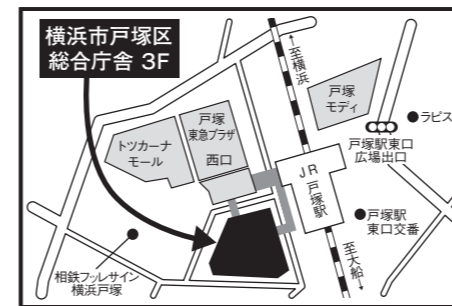 横浜市戸塚区
総合庁舎 3F
←至横浜
戸塚
モディ
ラピス
戸塚駅東口
広場出口
戸塚
東急プラザ
西口
トツカーナ
モール
JR
戸塚駅
戸塚駅
東口交番
至大船→
相鉄フレサイン
横浜戸塚